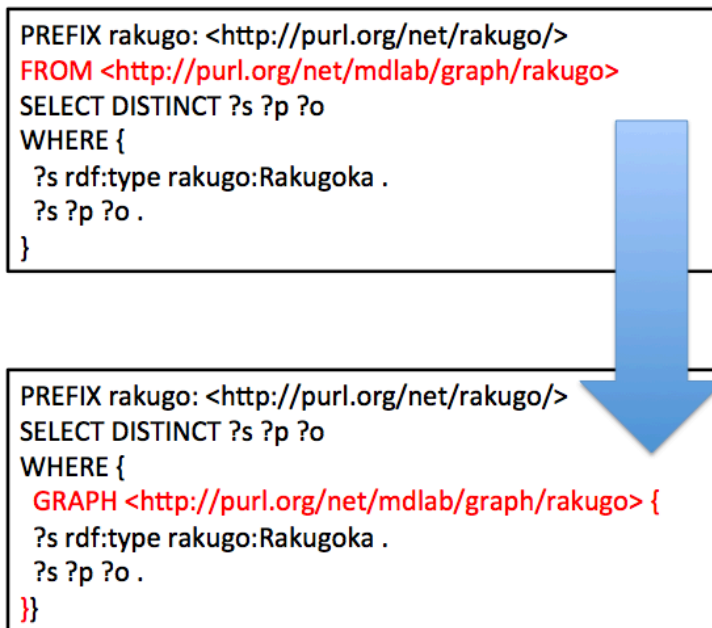 PREFIX rakugo: <http://purl.org/net/rakugo/>
FROM <http://purl.org/net/mdlab/graph/rakugo>
SELECT DISTINCT ?s ?p ?o
WHERE {
?s rdf:type rakugo:Rakugoka .
?s ?p ?o .
}
PREFIX rakugo: <http://purl.org/net/rakugo/>
SELECT DISTINCT ?s ?p ?o
WHERE {
GRAPH <http://purl.org/net/mdlab/graph/rakugo> {
?s rdf:type rakugo:Rakugoka .
?s ?p ?o .
}}